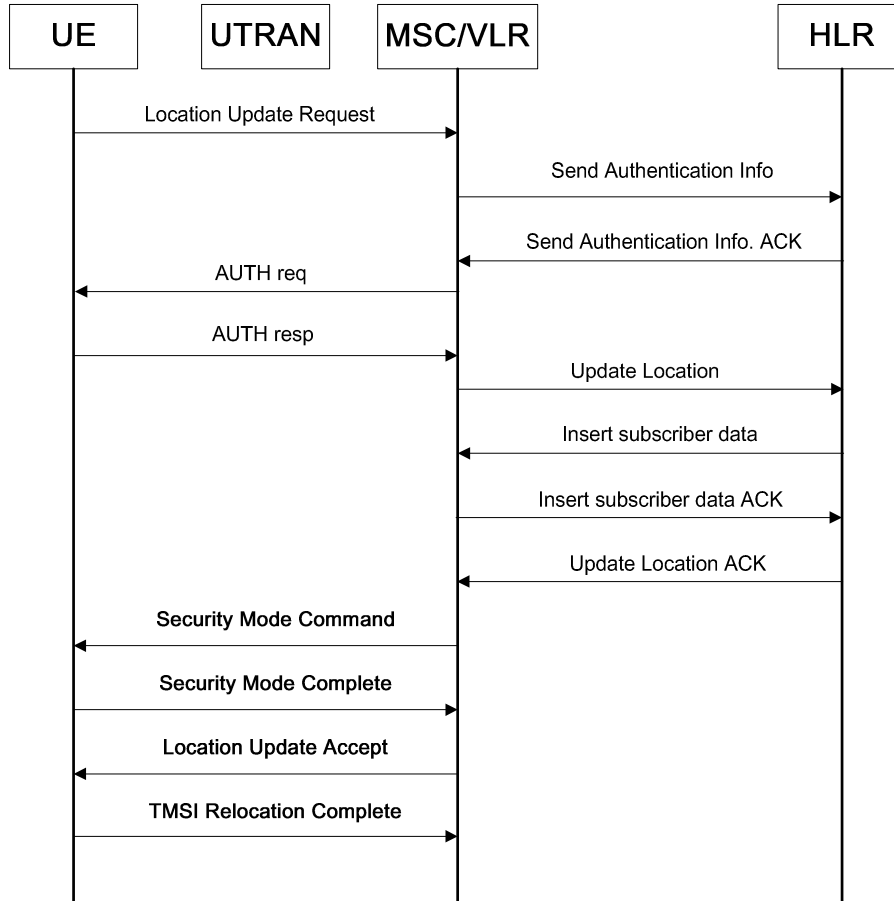 UE
UTRAN
MSC/VLR
HLR
Location Update Request
Send Authentication Info
Send Authentication Info. ACK
AUTH req
AUTH resp
Update Location
Insert subscriber data
Insert subscriber data ACK
Update Location ACK
Security Mode Command
Security Mode Complete
Location Update Accept
TMSI Relocation Complete